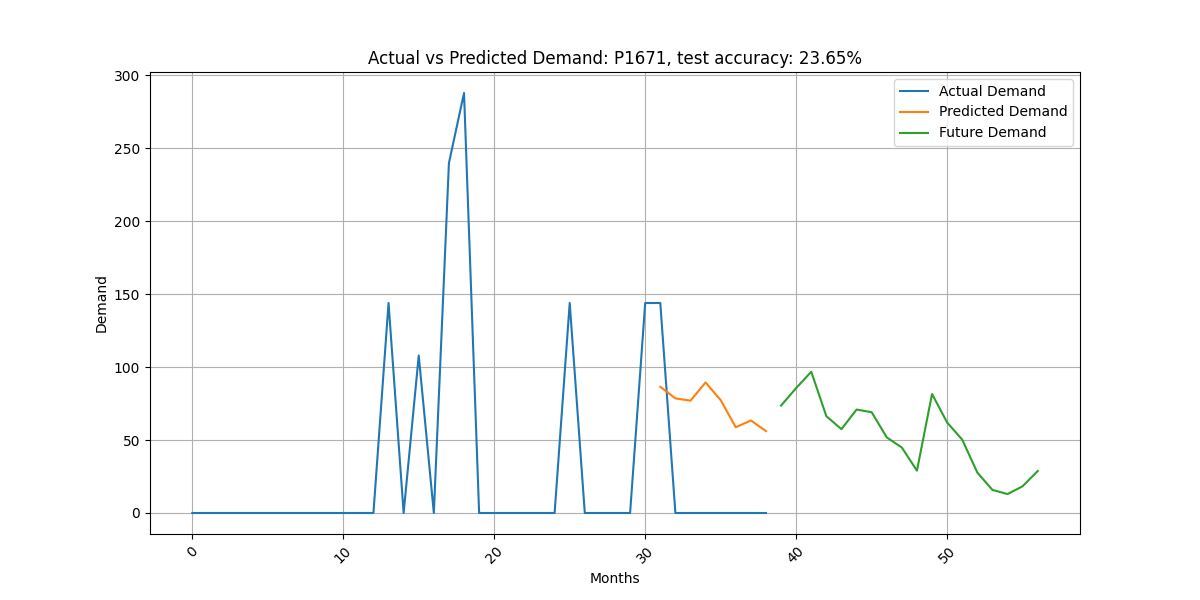 Actual vs Predicted Demand: P1671, test accuracy: 23.65%
Actual Demand
Predicted Demand
Future Demand
300
250
200
150
100
50
0
Demand
0
10
20
30
40
50
Months